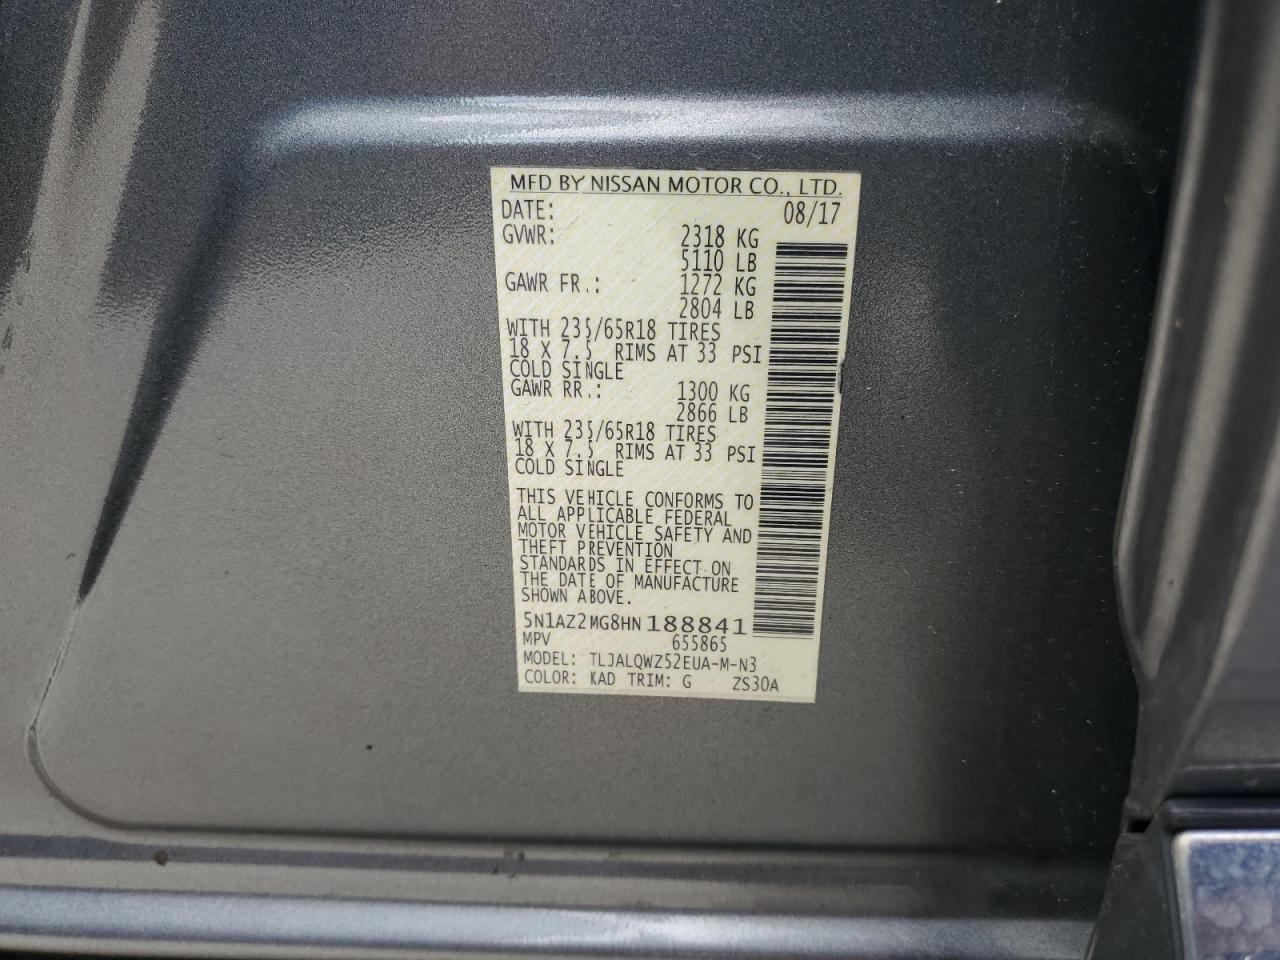 MFD BY NISSAN MOTOR CO., LTD.
DATE: 08/17
GVWR: 2318 KG
5110 LB
GAWR FR.: 1272 KG
2804 LB
WITH 235/65R18 TIRES
18 X 7.5 RIMS AT 33 PSI
COLD SINGLE
GAWR RR.: 1300 KG
2866 LB
WITH 235/65R18 TIRES
18 X 7.5 RIMS AT 33 PSI
COLD SINGLE
THIS VEHICLE CONFORMS TO
ALL APPLICABLE FEDERAL
MOTOR VEHICLE SAFETY AND
THEFT PREVENTION
STANDARDS IN EFFECT ON
THE DATE OF MANUFACTURE
SHOWN ABOVE.
5N1AZ2MG8HN188841
MPV 655865
MODEL: TLJALQWZ52EUA-M-N3
COLOR: KAD TRIM: G ZS30A